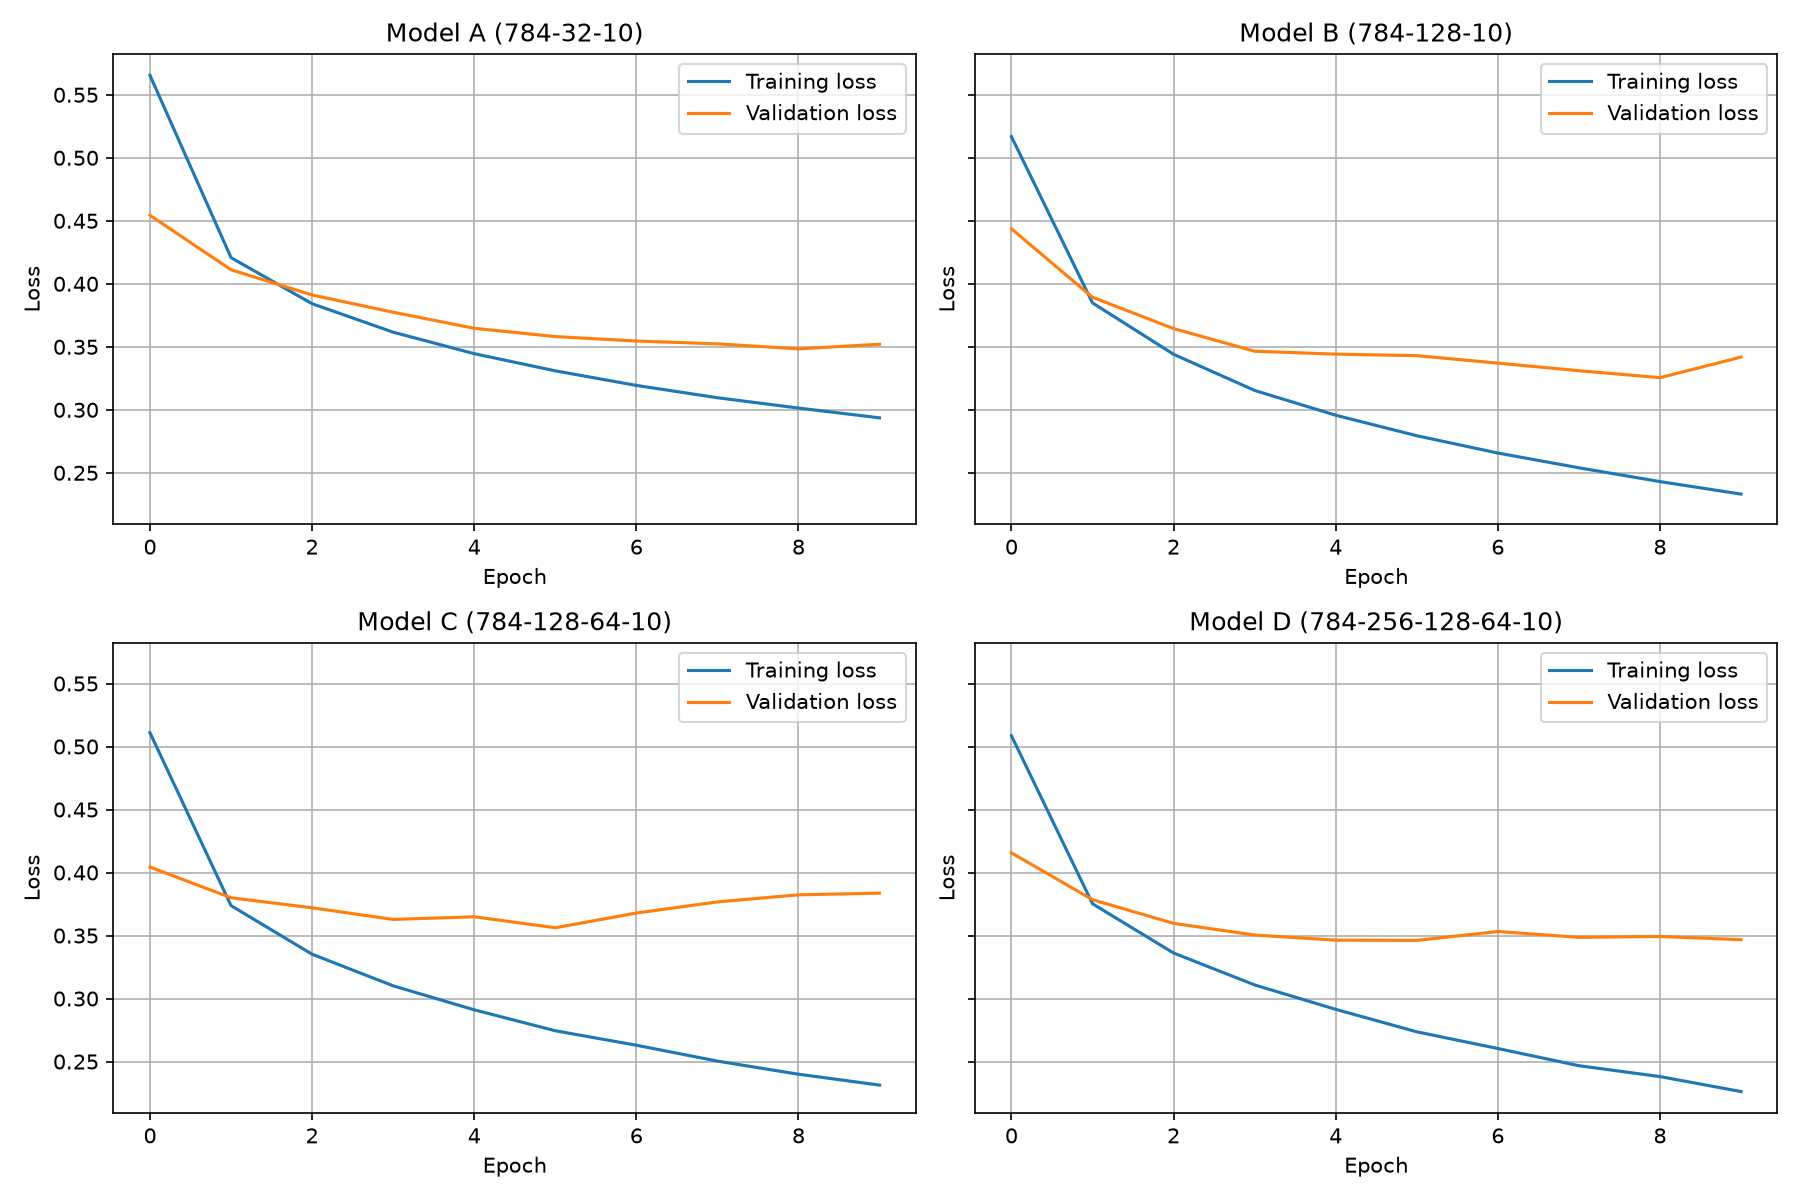 Model A (784-32-10)
Training loss
Validation loss
0.55
0.50
0.45
0.40
0.35
0.30
0.25
Loss
0 2 4 6 8
Epoch
Model B (784-128-10)
Training loss
Validation loss
Loss
0 2 4 6 8
Epoch
Model C (784-128-64-10)
Training loss
Validation loss
0.55
0.50
0.45
0.40
0.35
0.30
0.25
Loss
0 2 4 6 8
Epoch
Model D (784-256-128-64-10)
Training loss
Validation loss
Loss
0 2 4 6 8
Epoch